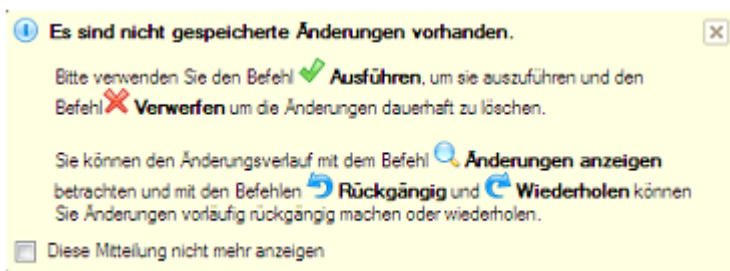 Es sind nicht gespeicherte Änderungen vorhanden.
Bitte verwenden Sie den Befehl Ausführen, um sie auszuführen und den
Befehl Verwerfen um die Änderungen dauerhaft zu löschen.
Sie können den Änderungsverlauf mit dem Befehl Änderungen anzeigen
betrachten und mit den Befehlen Rückgängig und Wiederholen können
Sie Änderungen vorläufig rückgängig machen oder wiederholen.
Diese Mitteilung nicht mehr anzeigen